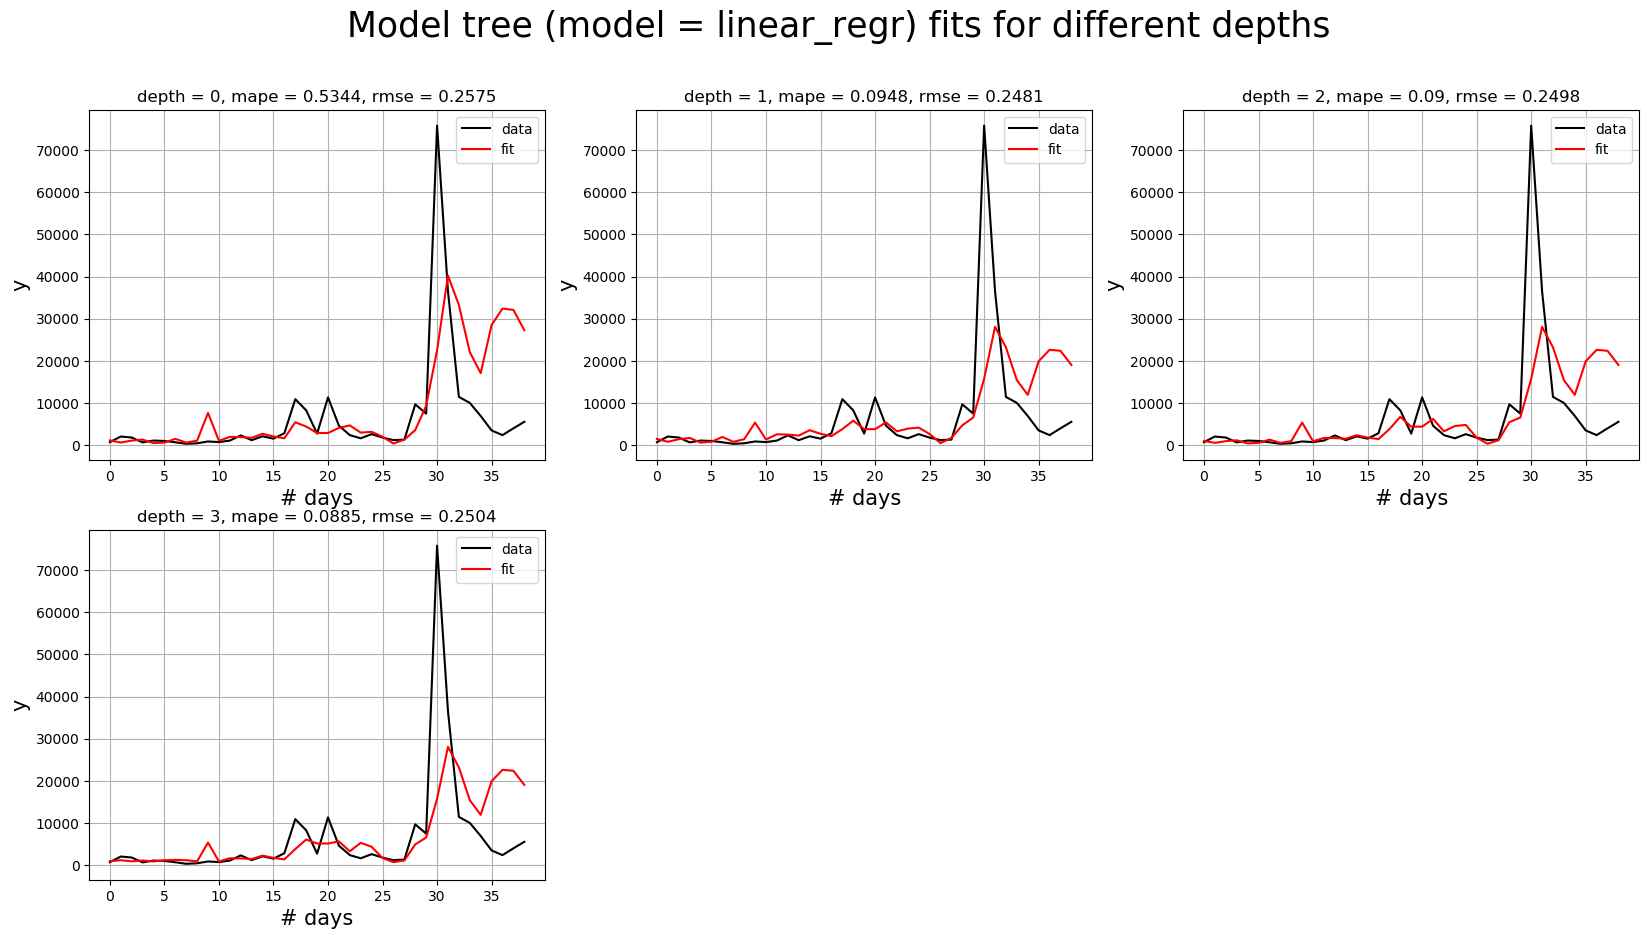 Model tree (model = linear_regr) fits for different depths
depth = 0, mape = 0.5344, rmse = 0.2575
data
fit
y
70000
60000
50000
40000
30000
20000
10000
0
0 5 10 15 20 25 30 35
# days
depth = 1, mape = 0.0948, rmse = 0.2481
data
fit
y
70000
60000
50000
40000
30000
20000
10000
0
0 5 10 15 20 25 30 35
# days
depth = 2, mape = 0.09, rmse = 0.2498
data
fit
y
70000
60000
50000
40000
30000
20000
10000
0
0 5 10 15 20 25 30 35
# days
depth = 3, mape = 0.0885, rmse = 0.2504
data
fit
y
70000
60000
50000
40000
30000
20000
10000
0
0 5 10 15 20 25 30 35
# days